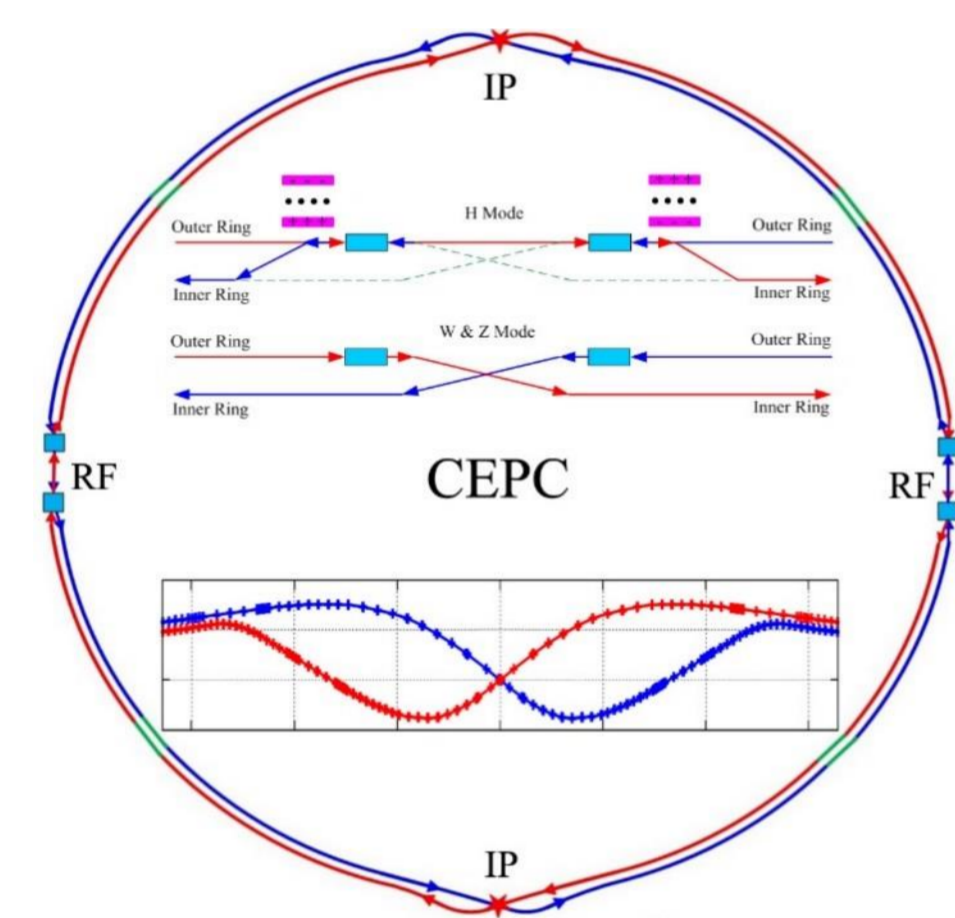 IP
H Mode
Outer Ring
Outer Ring
Inner Ring
Inner Ring
W & Z Mode
Outer Ring
Outer Ring
Inner Ring
Inner Ring
RF
CEPC
RF
IP